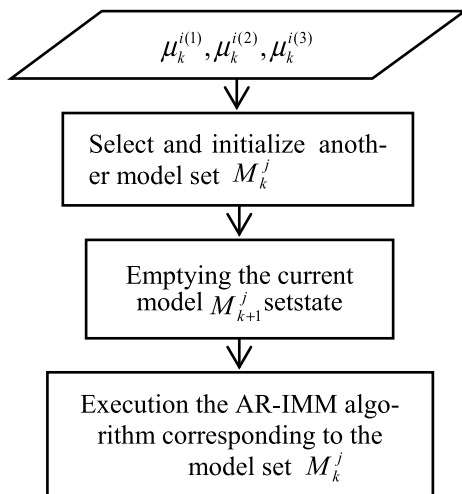 μ_k^{i(1)}, μ_k^{i(2)}, μ_k^{i(3)}
Select and initialize anoth-
er model set M_k^j
Emptying the current
model M_{k+1}^j setstate
Execution the AR-IMM algo-
rithm corresponding to the
model set M_k^j